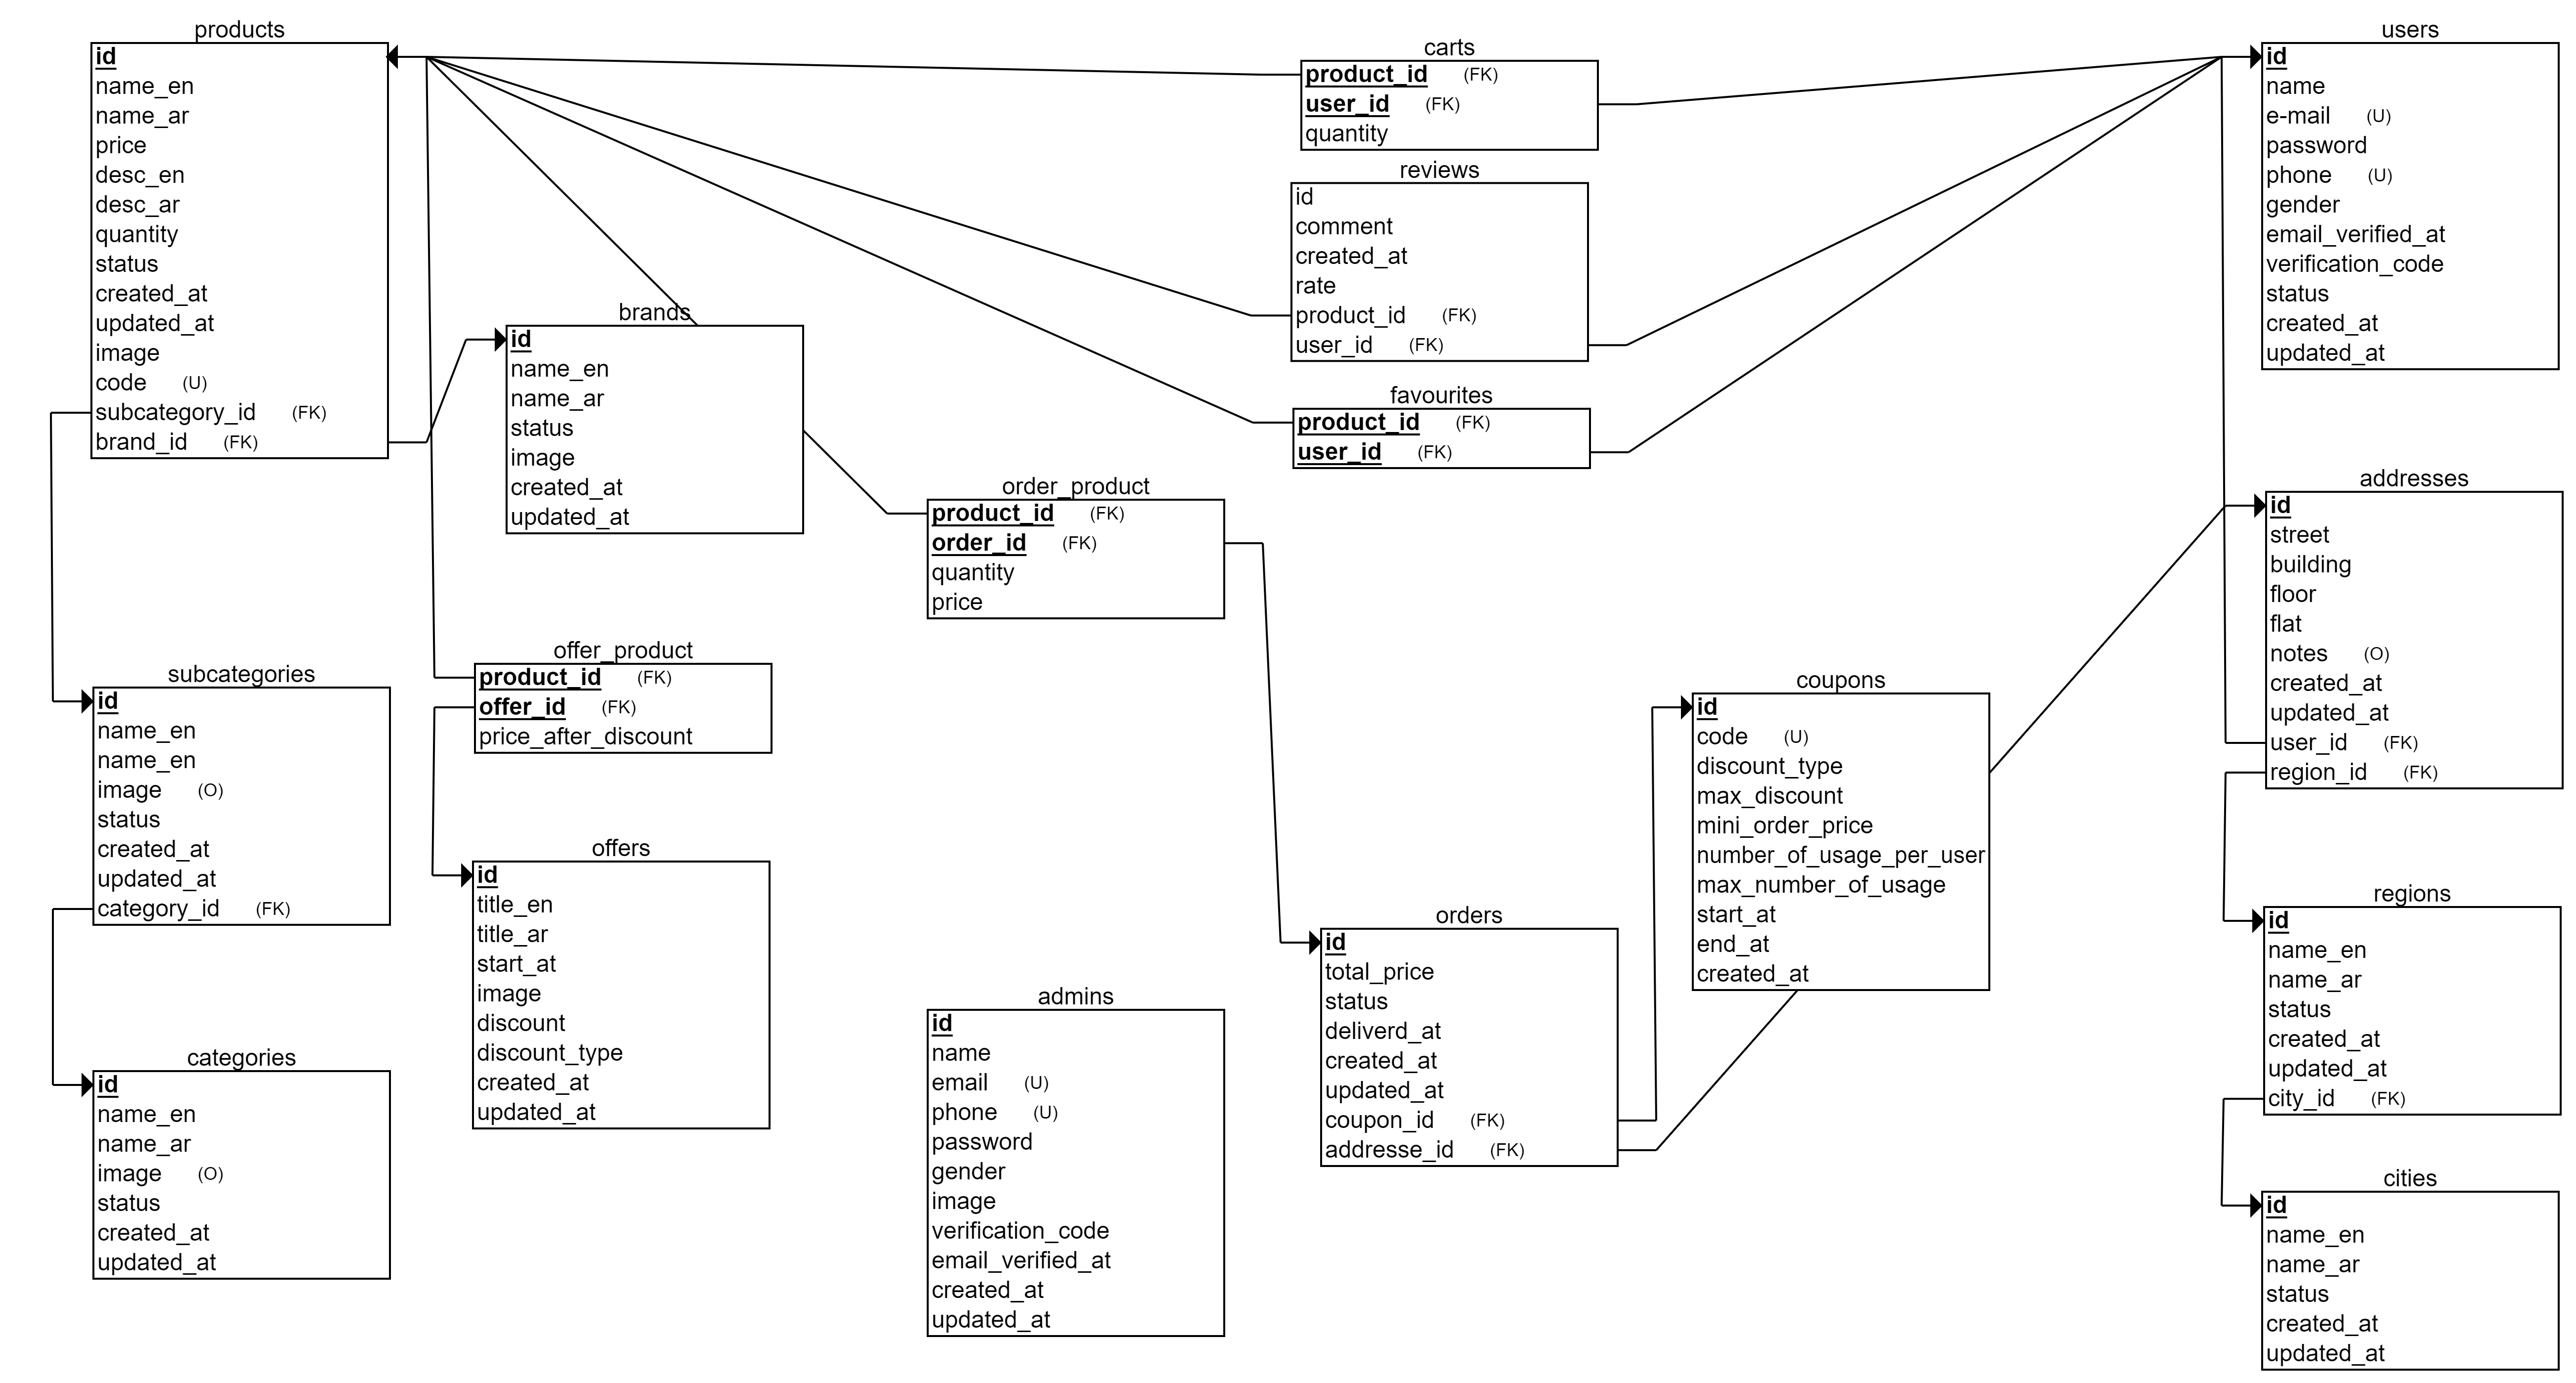 products
id
name_en
name_ar
price
desc_en
desc_ar
quantity
status
created_at
updated_at
image
code (U)
subcategory_id (FK)
brand_id (FK)
carts
product_id (FK)
user_id (FK)
quantity
users
id
name
e-mail (U)
password
phone (U)
gender
email_verified_at
verification_code
status
created_at
updated_at
reviews
id
comment
created_at
rate
product_id (FK)
user_id (FK)
brands
id
name_en
name_ar
status
image
created_at
updated_at
favourites
product_id (FK)
user_id (FK)
order_product
product_id (FK)
order_id (FK)
quantity
price
addresses
id
street
building
floor
flat
notes (O)
created_at
updated_at
user_id (FK)
region_id (FK)
offer_product
product_id (FK)
offer_id (FK)
price_after_discount
subcategories
id
name_en
name_en
image (O)
status
created_at
updated_at
category_id (FK)
coupons
id
code (U)
discount_type
max_discount
mini_order_price
number_of_usage_per_user
max_number_of_usage
start_at
end_at
created_at
offers
id
title_en
title_ar
start_at
image
discount
discount_type
created_at
updated_at
regions
id
name_en
name_ar
status
created_at
updated_at
city_id (FK)
orders
id
total_price
status
deliverd_at
created_at
updated_at
coupon_id (FK)
addresse_id (FK)
admins
id
name
email (U)
phone (U)
password
gender
image
verification_code
email_verified_at
created_at
updated_at
categories
id
name_en
name_ar
image (O)
status
created_at
updated_at
cities
id
name_en
name_ar
status
created_at
updated_at